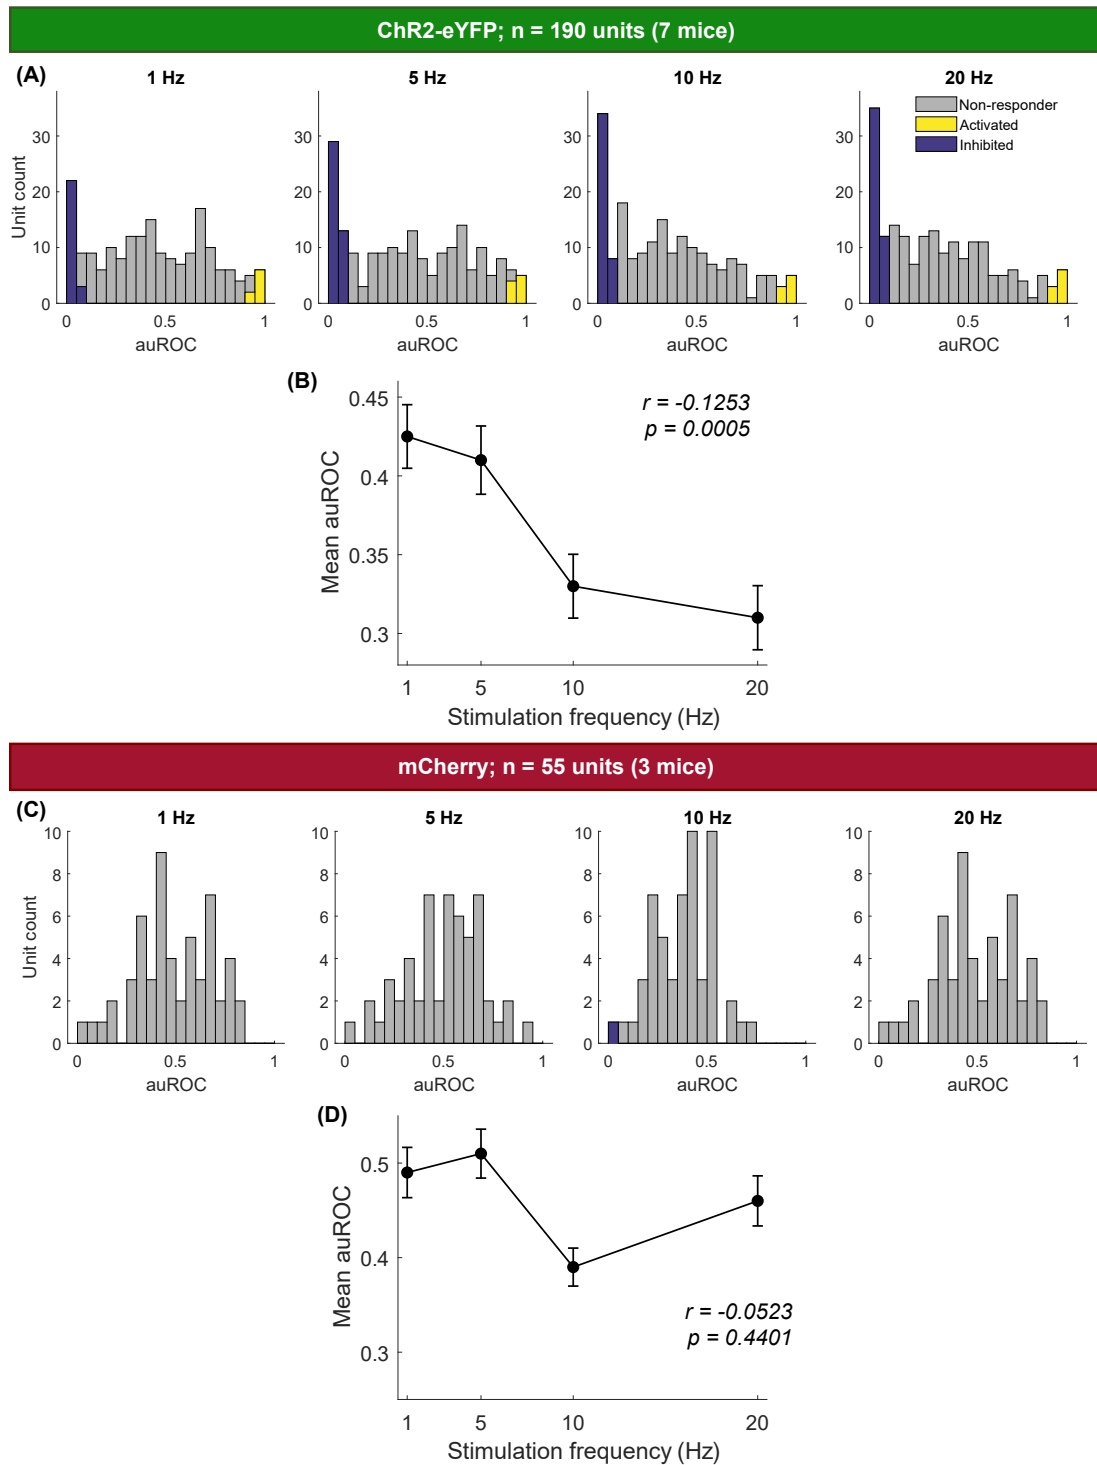 ChR2-eYFP; n = 190 units (7 mice)
(A)
1 Hz
5 Hz
10 Hz
20 Hz
Non-responder
Activated
Inhibited
Unit count
30
20
10
0
30
20
10
0
30
20
10
0
30
20
10
0
0 0.5 1
0 0.5 1
0 0.5 1
0 0.5 1
auROC
auROC
auROC
auROC
(B)
r = -0.1253
p = 0.0005
Mean auROC
0.45
0.4
0.35
0.3
1 5 10 20
Stimulation frequency (Hz)
mCherry; n = 55 units (3 mice)
(C)
1 Hz
5 Hz
10 Hz
20 Hz
Unit count
10
8
6
4
2
0
10
8
6
4
2
0
10
8
6
4
2
0
10
8
6
4
2
0
0 0.5 1
0 0.5 1
0 0.5 1
0 0.5 1
auROC
auROC
auROC
auROC
(D)
Mean auROC
0.5
0.4
0.3
r = -0.0523
p = 0.4401
1 5 10 20
Stimulation frequency (Hz)